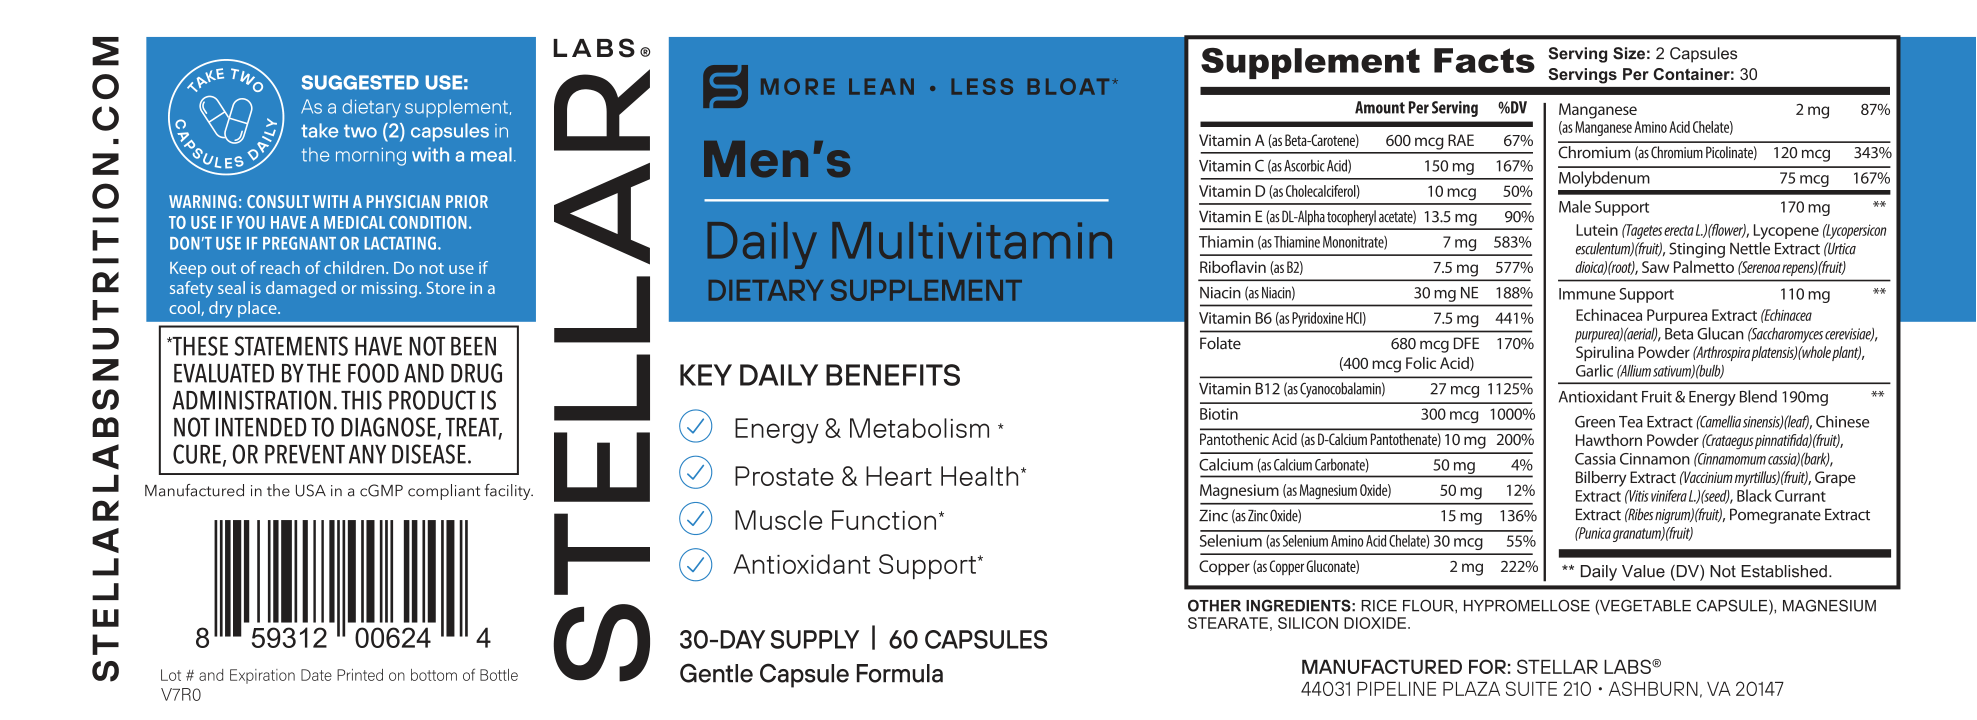 STELLARLABSNUTRITION.COM
TAKE TWO
CAPSULES DAILY
SUGGESTED USE:
As a dietary supplement,
take two (2) capsules in
the morning with a meal.
WARNING: CONSULT WITH A PHYSICIAN PRIOR
TO USE IF YOU HAVE A MEDICAL CONDITION.
DON'T USE IF PREGNANT OR LACTATING.
Keep out of reach of children. Do not use if
safety seal is damaged or missing. Store in a
cool, dry place.
*THESE STATEMENTS HAVE NOT BEEN
EVALUATED BY THE FOOD AND DRUG
ADMINISTRATION. THIS PRODUCT IS
NOT INTENDED TO DIAGNOSE, TREAT,
CURE, OR PREVENT ANY DISEASE.
Manufactured in the USA in a cGMP compliant facility.
8 59312 00624 4
Lot # and Expiration Date Printed on bottom of Bottle
V7R0
STELLAR
LABS®
MORE LEAN • LESS BLOAT*
Men's
Daily Multivitamin
DIETARY SUPPLEMENT
KEY DAILY BENEFITS
Energy & Metabolism *
Prostate & Heart Health*
Muscle Function*
Antioxidant Support*
30-DAY SUPPLY | 60 CAPSULES
Gentle Capsule Formula
Supplement Facts
Serving Size: 2 Capsules
Servings Per Container: 30
Amount Per Serving %DV
Vitamin A (as Beta-Carotene) 600 mcg RAE 67%
Vitamin C (as Ascorbic Acid) 150 mg 167%
Vitamin D (as Cholecalciferol) 10 mcg 50%
Vitamin E (as DL-Alpha tocopheryl acetate) 13.5 mg 90%
Thiamin (as Thiamine Mononitrate) 7 mg 583%
Riboflavin (as B2) 7.5 mg 577%
Niacin (as Niacin) 30 mg NE 188%
Vitamin B6 (as Pyridoxine HCl) 7.5 mg 441%
Folate 680 mcg DFE 170%
(400 mcg Folic Acid)
Vitamin B12 (as Cyanocobalamin) 27 mcg 1125%
Biotin 300 mcg 1000%
Pantothenic Acid (as D-Calcium Pantothenate) 10 mg 200%
Calcium (as Calcium Carbonate) 50 mg 4%
Magnesium (as Magnesium Oxide) 50 mg 12%
Zinc (as Zinc Oxide) 15 mg 136%
Selenium (as Selenium Amino Acid Chelate) 30 mcg 55%
Copper (as Copper Gluconate) 2 mg 222%
Manganese 2 mg 87%
(as Manganese Amino Acid Chelate)
Chromium (as Chromium Picolinate) 120 mcg 343%
Molybdenum 75 mcg 167%
Male Support 170 mg **
Lutein (Tagetes erecta L.)(flower), Lycopene (Lycopersicon
esculentum)(fruit), Stinging Nettle Extract (Urtica
dioica)(root), Saw Palmetto (Serenoa repens)(fruit)
Immune Support 110 mg **
Echinacea Purpurea Extract (Echinacea
purpurea)(aerial), Beta Glucan (Saccharomyces cerevisiae),
Spirulina Powder (Arthrospira platensis)(whole plant),
Garlic (Allium sativum)(bulb)
Antioxidant Fruit & Energy Blend 190mg **
Green Tea Extract (Camellia sinensis)(leaf), Chinese
Hawthorn Powder (Crataegus pinnatifida)(fruit),
Cassia Cinnamon (Cinnamomum cassia)(bark),
Bilberry Extract (Vaccinium myrtillus)(fruit), Grape
Extract (Vitis vinifera L.)(seed), Black Currant
Extract (Ribes nigrum)(fruit), Pomegranate Extract
(Punica granatum)(fruit)
** Daily Value (DV) Not Established.
OTHER INGREDIENTS: RICE FLOUR, HYPROMELLOSE (VEGETABLE CAPSULE), MAGNESIUM
STEARATE, SILICON DIOXIDE.
MANUFACTURED FOR: STELLAR LABS®
44031 PIPELINE PLAZA SUITE 210 • ASHBURN, VA 20147